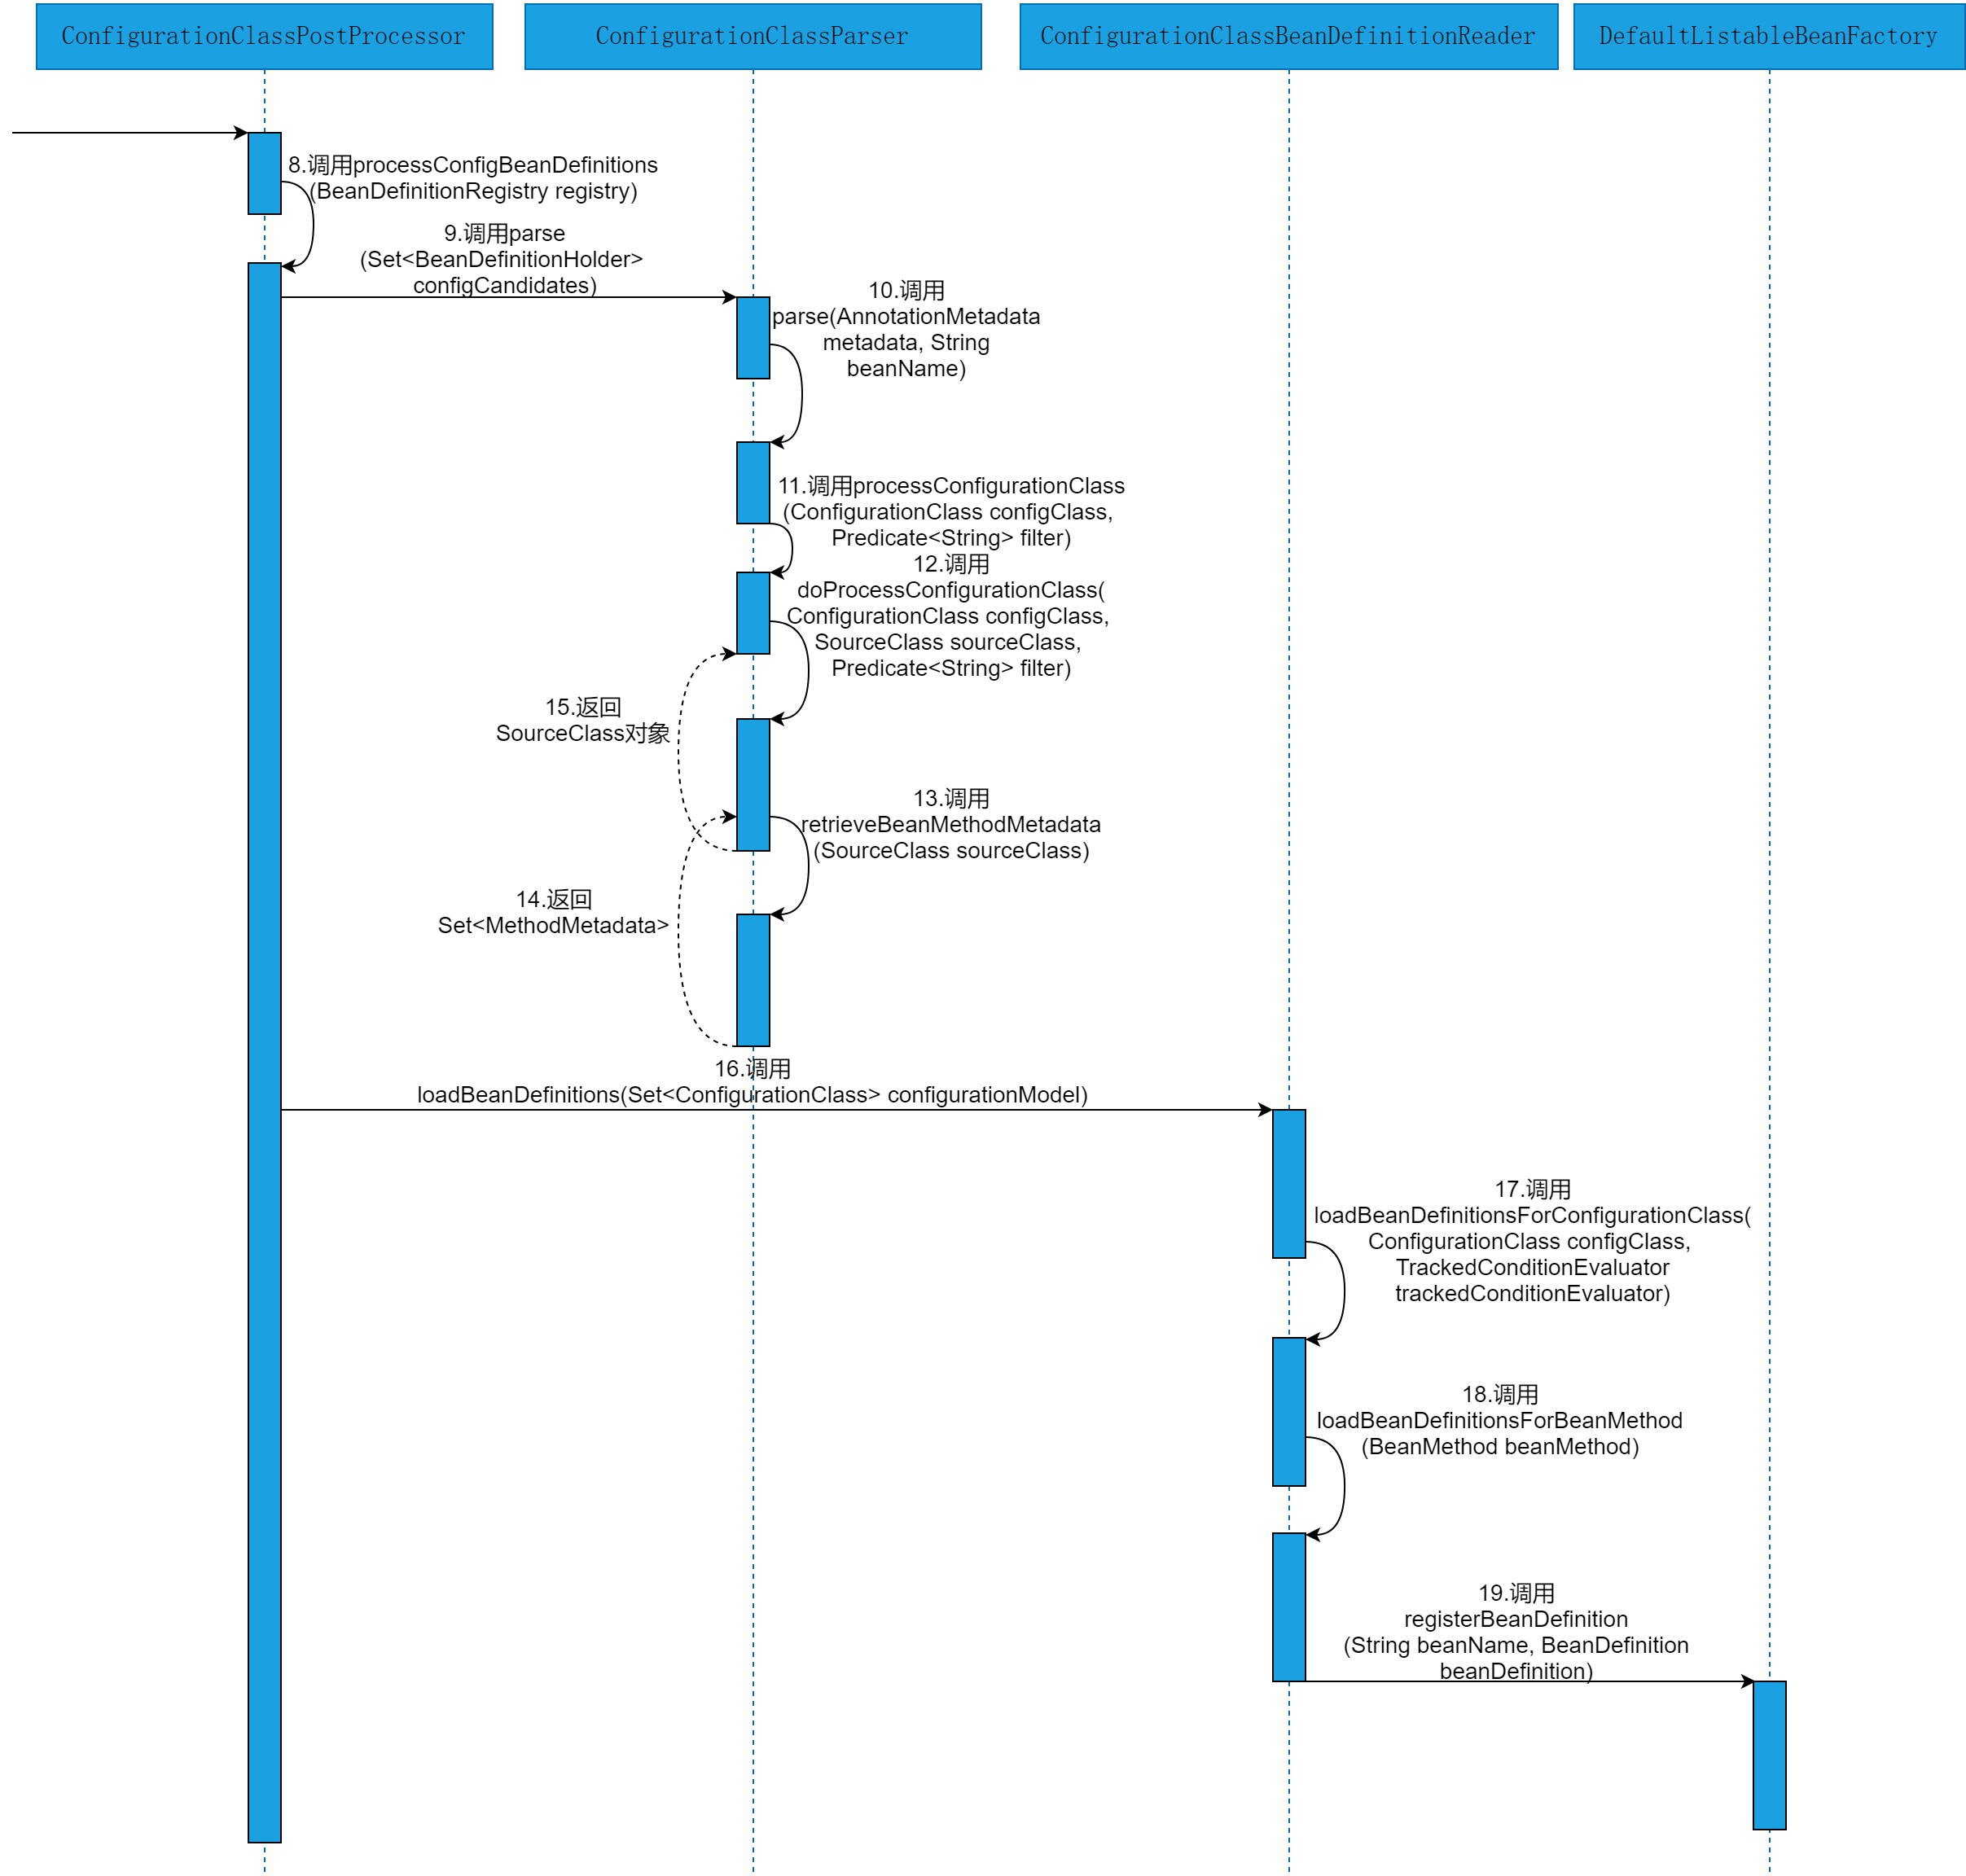 ConfigurationClassPostProcessor
ConfigurationClassParser
ConfigurationClassBeanDefinitionReader
DefaultListableBeanFactory
8.调用processConfigBeanDefinitions
(BeanDefinitionRegistry registry)
9.调用parse
(Set<BeanDefinitionHolder>
configCandidates)
10.调用
parse(AnnotationMetadata
metadata, String
beanName)
11.调用processConfigurationClass
(ConfigurationClass configClass,
Predicate<String> filter)
12.调用
doProcessConfigurationClass(
ConfigurationClass configClass,
SourceClass sourceClass,
Predicate<String> filter)
15.返回
SourceClass对象
13.调用
retrieveBeanMethodMetadata
(SourceClass sourceClass)
14.返回
Set<MethodMetadata>
16.调用
loadBeanDefinitions(Set<ConfigurationClass> configurationModel)
17.调用
loadBeanDefinitionsForConfigurationClass(
ConfigurationClass configClass,
TrackedConditionEvaluator
trackedConditionEvaluator)
18.调用
loadBeanDefinitionsForBeanMethod
(BeanMethod beanMethod)
19.调用
registerBeanDefinition
(String beanName, BeanDefinition
beanDefinition)